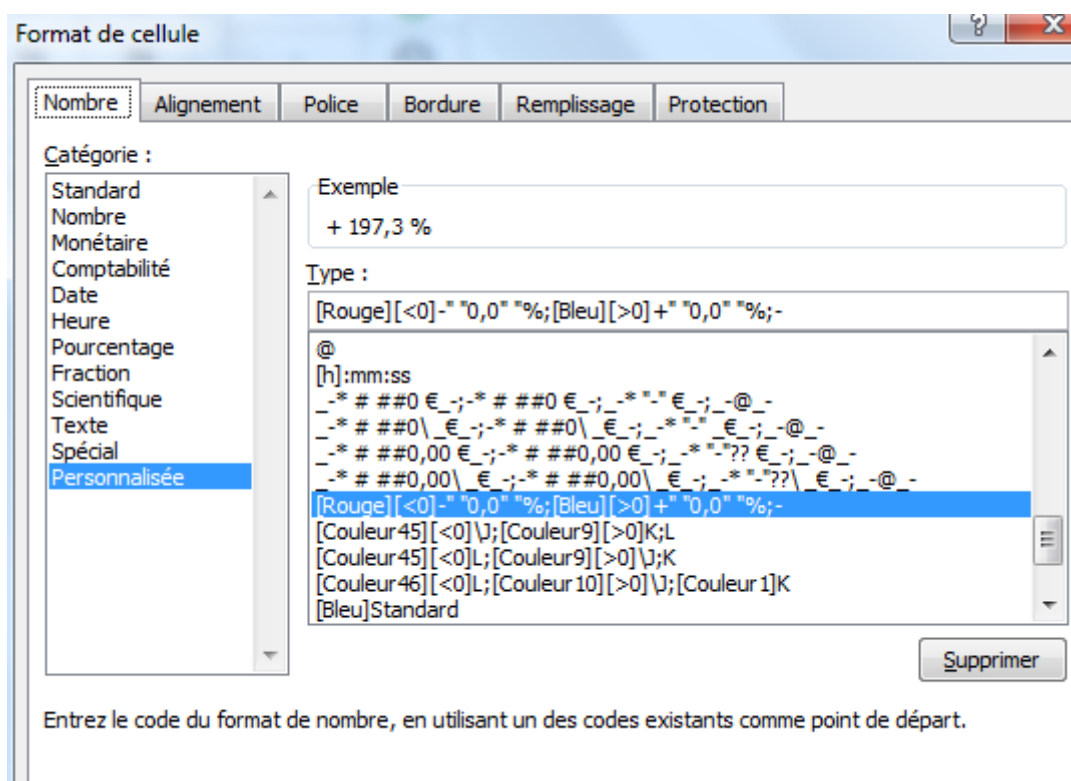 Format de cellule
Nombre Alignement Police Bordure Remplissage Protection
Catégorie :
Standard
Nombre
Monétaire
Comptabilité
Date
Heure
Pourcentage
Fraction
Scientifique
Texte
Spécial
Personnalisée
Exemple
+ 197,3 %
Type :
[Rouge][<0]-" "0,0" "%;[Bleu][>0]+" "0,0" "%;-
@
[h]:mm:ss
_-* # ##0 €_-;-* # ##0 €_-;_-* "-" €_-;_-@_-
_-* # ##0\ _€_-;-* # ##0\ _€_-;_-* "-" _€_-;_-@_-
_-* # ##0,00 €_-;-* # ##0,00 €_-;_-* "-"?? €_-;_-@_-
_-* # ##0,00\ _€_-;-* # ##0,00\ _€_-;_-* "-"??\ _€_-;_-@_-
[Rouge][<0]-" "0,0" "%;[Bleu][>0]+" "0,0" "%;-
[Couleur45][<0]\J;[Couleur9][>0]K;L
[Couleur45][<0]L;[Couleur9][>0]\J;K
[Couleur46][<0]L;[Couleur10][>0]\J;[Couleur1]K
[Bleu]Standard
Supprimer
Entrez le code du format de nombre, en utilisant un des codes existants comme point de départ.